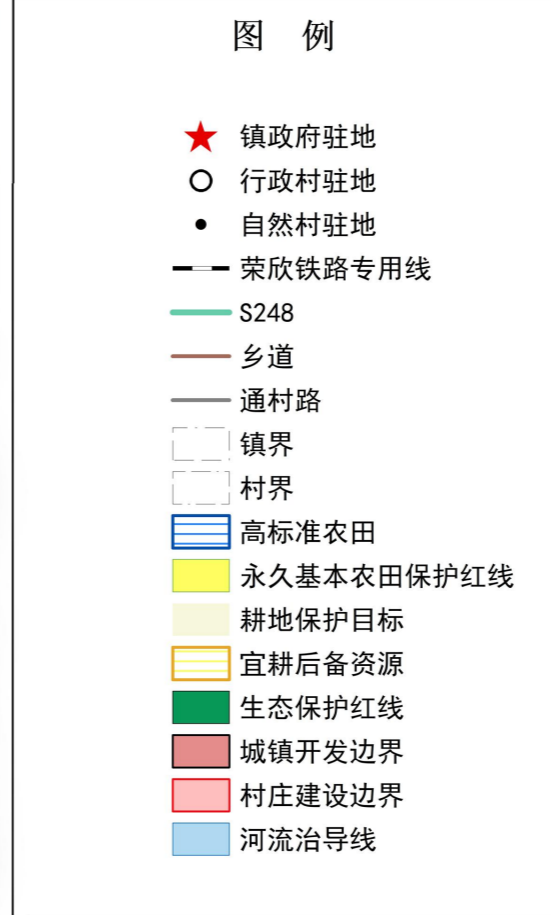 图 例
镇政府驻地
行政村驻地
自然村驻地
荣欣铁路专用线
S248
乡道
通村路
镇界
村界
高标准农田
永久基本农田保护红线
耕地保护目标
宜耕后备资源
生态保护红线
城镇开发边界
村庄建设边界
河流治导线